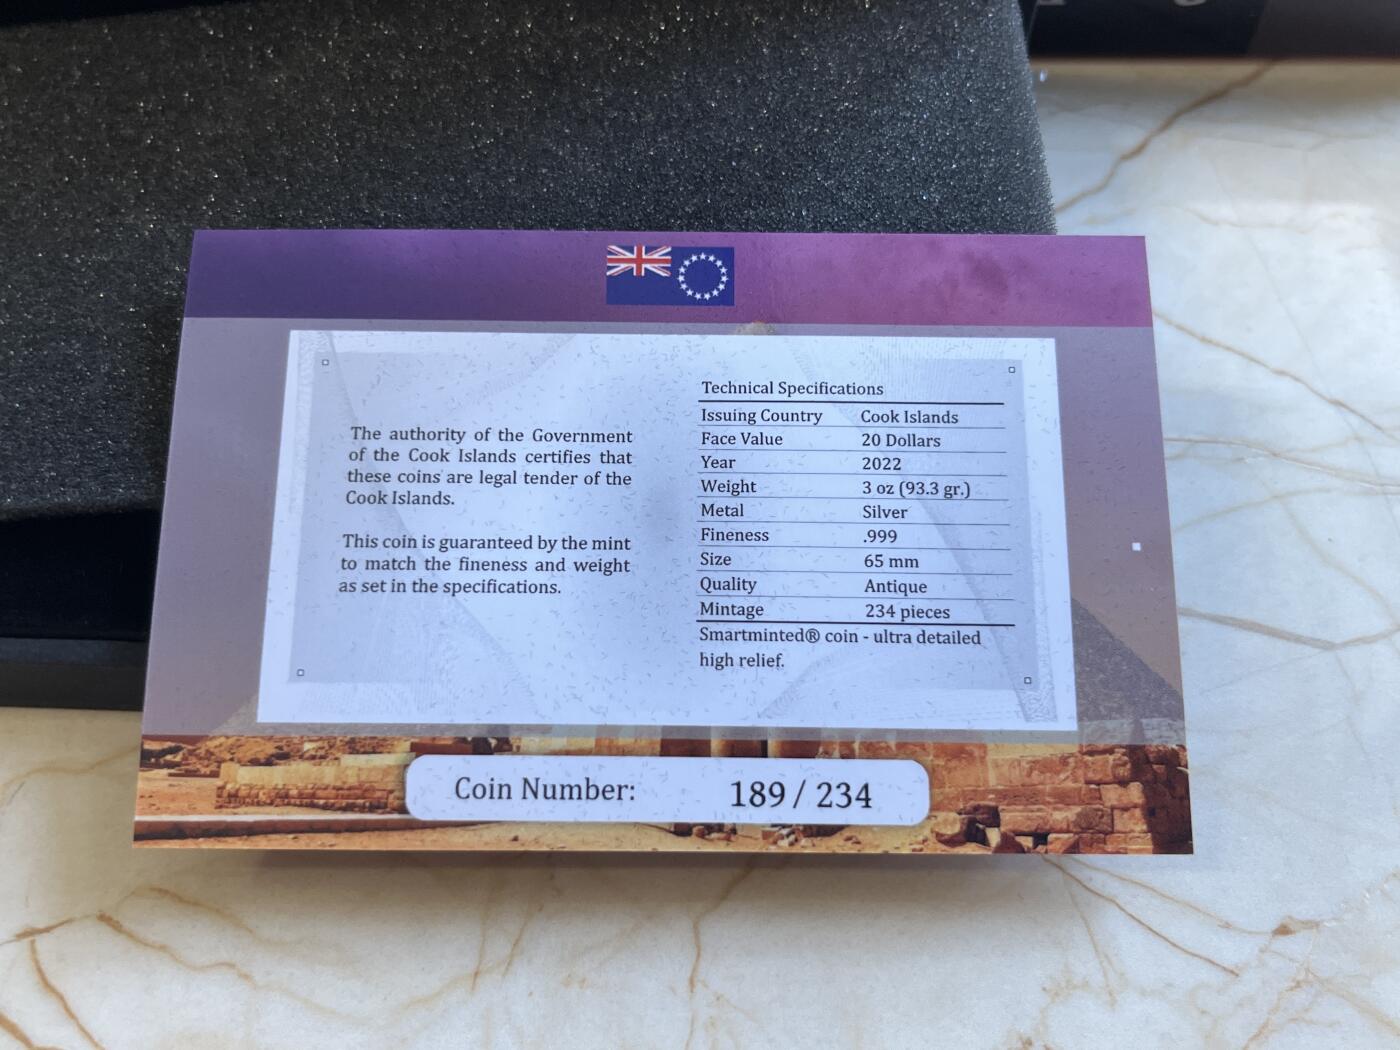 The authority of the Government
of the Cook Islands certifies that
these coins are legal tender of the
Cook Islands.
This coin is guaranteed by the mint
to match the fineness and weight
as set in the specifications.
Technical Specifications
Issuing Country Cook Islands
Face Value 20 Dollars
Year 2022
Weight 3 oz (93.3 gr.)
Metal Silver
Fineness .999
Size 65 mm
Quality Antique
Mintage 234 pieces
Smartminted® coin - ultra detailed
high relief.
Coin Number: 189 / 234